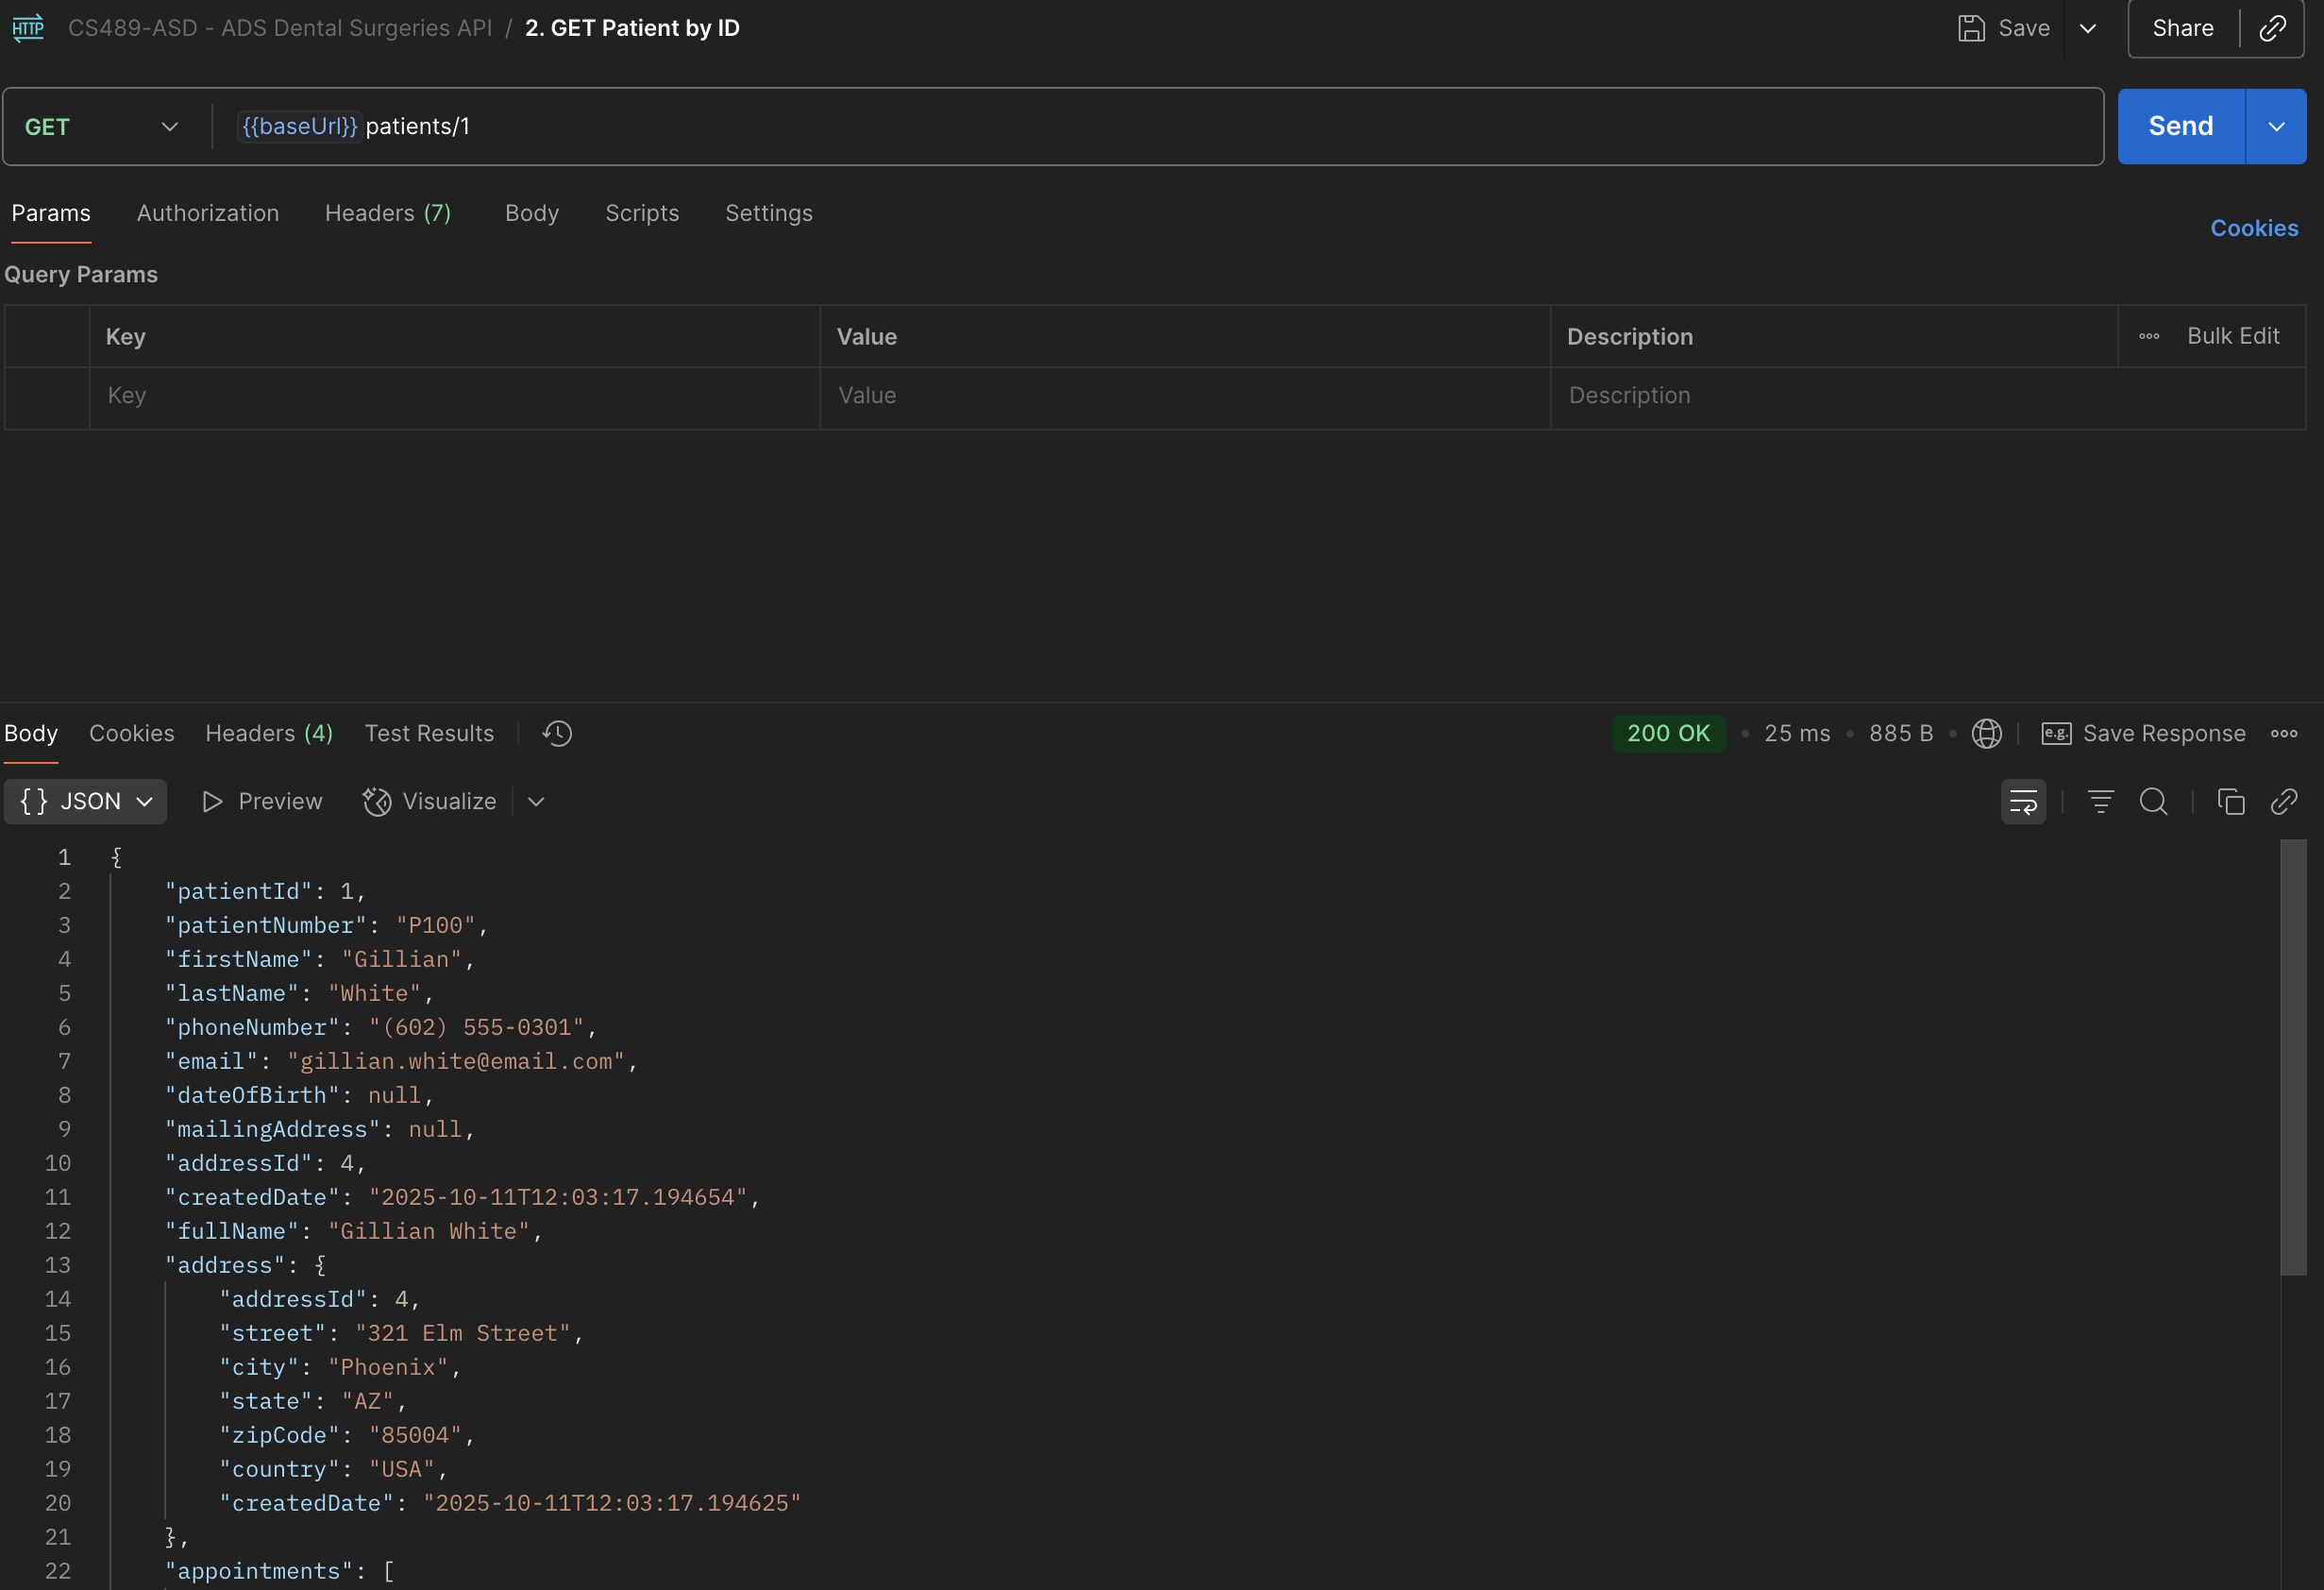 HTTP CS489-ASD - ADS Dental Surgeries API / 2. GET Patient by ID Save Share
GET {{baseUrl}} patients/1 Send
Params Authorization Headers (7) Body Scripts Settings Cookies
Query Params
Key Value Description Bulk Edit
Key Value Description
Body Cookies Headers (4) Test Results 200 OK • 25 ms • 885 B • e.g. Save Response
{ } JSON Preview Visualize
1 {
2 "patientId": 1,
3 "patientNumber": "P100",
4 "firstName": "Gillian",
5 "lastName": "White",
6 "phoneNumber": "(602) 555-0301",
7 "email": "gillian.white@email.com",
8 "dateOfBirth": null,
9 "mailingAddress": null,
10 "addressId": 4,
11 "createdDate": "2025-10-11T12:03:17.194654",
12 "fullName": "Gillian White",
13 "address": {
14 "addressId": 4,
15 "street": "321 Elm Street",
16 "city": "Phoenix",
17 "state": "AZ",
18 "zipCode": "85004",
19 "country": "USA",
20 "createdDate": "2025-10-11T12:03:17.194625"
21 },
22 "appointments": [